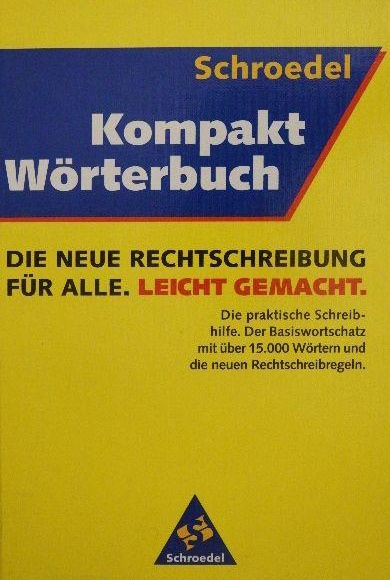 Schroedel
Kompakt
Wörterbuch
DIE NEUE RECHTSCHREIBUNG
FÜR ALLE. LEICHT GEMACHT.
Die praktische Schreib-
hilfe. Der Basiswortschatz
mit über 15.000 Wörtern und
die neuen Rechtschreibregeln.
Schroedel